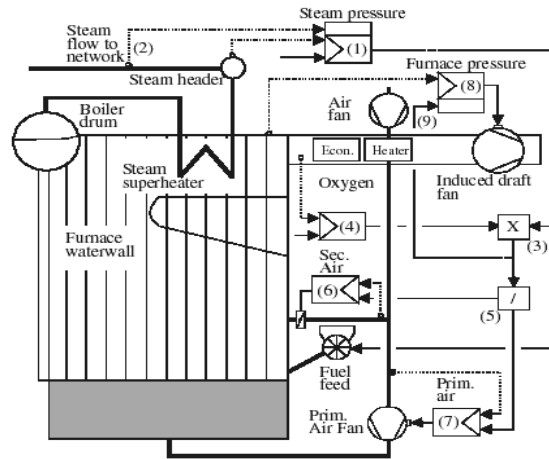 Steam pressure
Steam
flow to (2)
network
(1)
Steam header
Furnace pressure
(8)
Boiler
drum
Air
fan
(9)
Econ.
Heater
Steam
superheater
Oxygen
Induced draft
fan
(4)
X
(3)
Furnace
waterwall
Sec.
Air
(6)
/
(5)
Fuel
feed
Prim.
air
Prim.
Air Fan
(7)